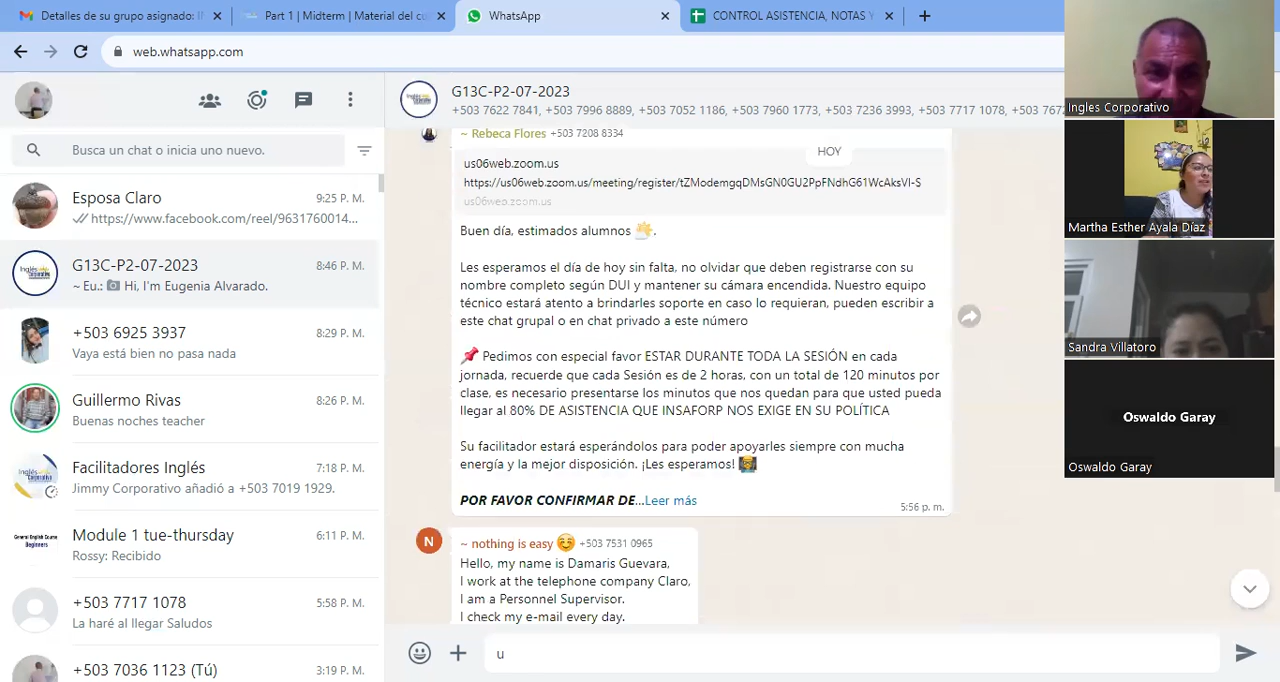 Detalles de su grupo asignado: I
Part 1 | Midterm | Material del cu
WhatsApp
CONTROL ASISTENCIA, NOTAS Y
web.whatsapp.com
G13C-P2-07-2023
+503 7622 7841, +503 7996 8889, +503 7052 1186, +503 7960 1773, +503 7236 3993, +503 7717 1078, +503 767
Busca un chat o inicia uno nuevo.
Esposa Claro 9:25 P. M.
https://www.facebook.com/reel/9631760014...
G13C-P2-07-2023 8:46 P. M.
~ Eu.: Hi, I'm Eugenia Alvarado.
+503 6925 3937 8:29 P. M.
Vaya está bien no pasa nada
Guillermo Rivas 8:26 P. M.
Buenas noches teacher
Facilitadores Inglés 7:18 P. M.
Jimmy Corporativo añadió a +503 7019 1929.
Module 1 tue-thursday 6:11 P. M.
Rossy: Recibido
+503 7717 1078 5:58 P. M.
La haré al llegar Saludos
+503 7036 1123 (Tú) 3:19 P. M.
~ Rebeca Flores +503 7208 8334
HOY
us06web.zoom.us
https://us06web.zoom.us/meeting/register/tZModemgqDMsGN0GU2PpFNdhG61WcAksVI-S
us06web.zoom.us
estimados alumnos
el día de hoy sin falta, no olvidar que deben registrarse con su
nombre completo según DUI y mantener su cámara encendida. Nuestro equipo
técnico estará atento a brindarles soporte en caso lo requieran, pueden escribir a
este chat grupal o en chat privado a este número
Pedimos con especial favor ESTAR DURANTE TODA LA SESIÓN en cada
jornada, recuerde que cada Sesión es de 2 horas, con un total de 120 minutos por
clase, es necesario presentarse los minutos que nos quedan para que usted pueda
llegar al 80% DE ASISTENCIA QUE INSAFORP NOS EXIGE EN SU POLÍTICA
Su facilitador estará esperándolos para poder apoyarles siempre con mucha
energía y la mejor disposición. ¡Les esperamos!
POR FAVOR CONFIRMAR DE...Leer más
5:56 p. m.
N
~ nothing is easy +503 7531 0965
Hello, my name is Damaris Guevara,
I work at the telephone company Claro,
I am a Personnel Supervisor.
I check my e-mail every day.
u
Ingles Corporativo
Martha Esther Ayala Díaz
Sandra Villatoro
Oswaldo Garay
Oswaldo Garay